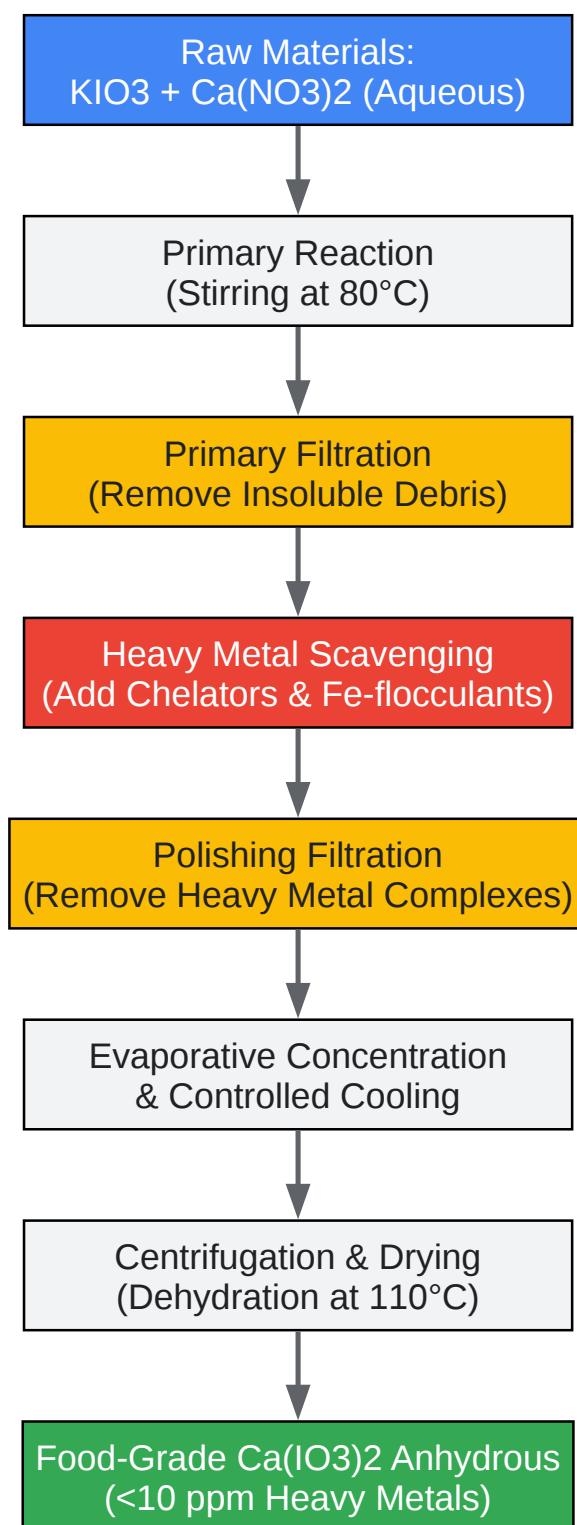 Raw Materials:
KIO3 + Ca(NO3)2 (Aqueous)
Primary Reaction
(Stirring at 80°C)
Primary Filtration
(Remove Insoluble Debris)
Heavy Metal Scavenging
(Add Chelators & Fe-flocculants)
Polishing Filtration
(Remove Heavy Metal Complexes)
Evaporative Concentration
& Controlled Cooling
Centrifugation & Drying
(Dehydration at 110°C)
Food-Grade Ca(IO3)2 Anhydrous
(<10 ppm Heavy Metals)